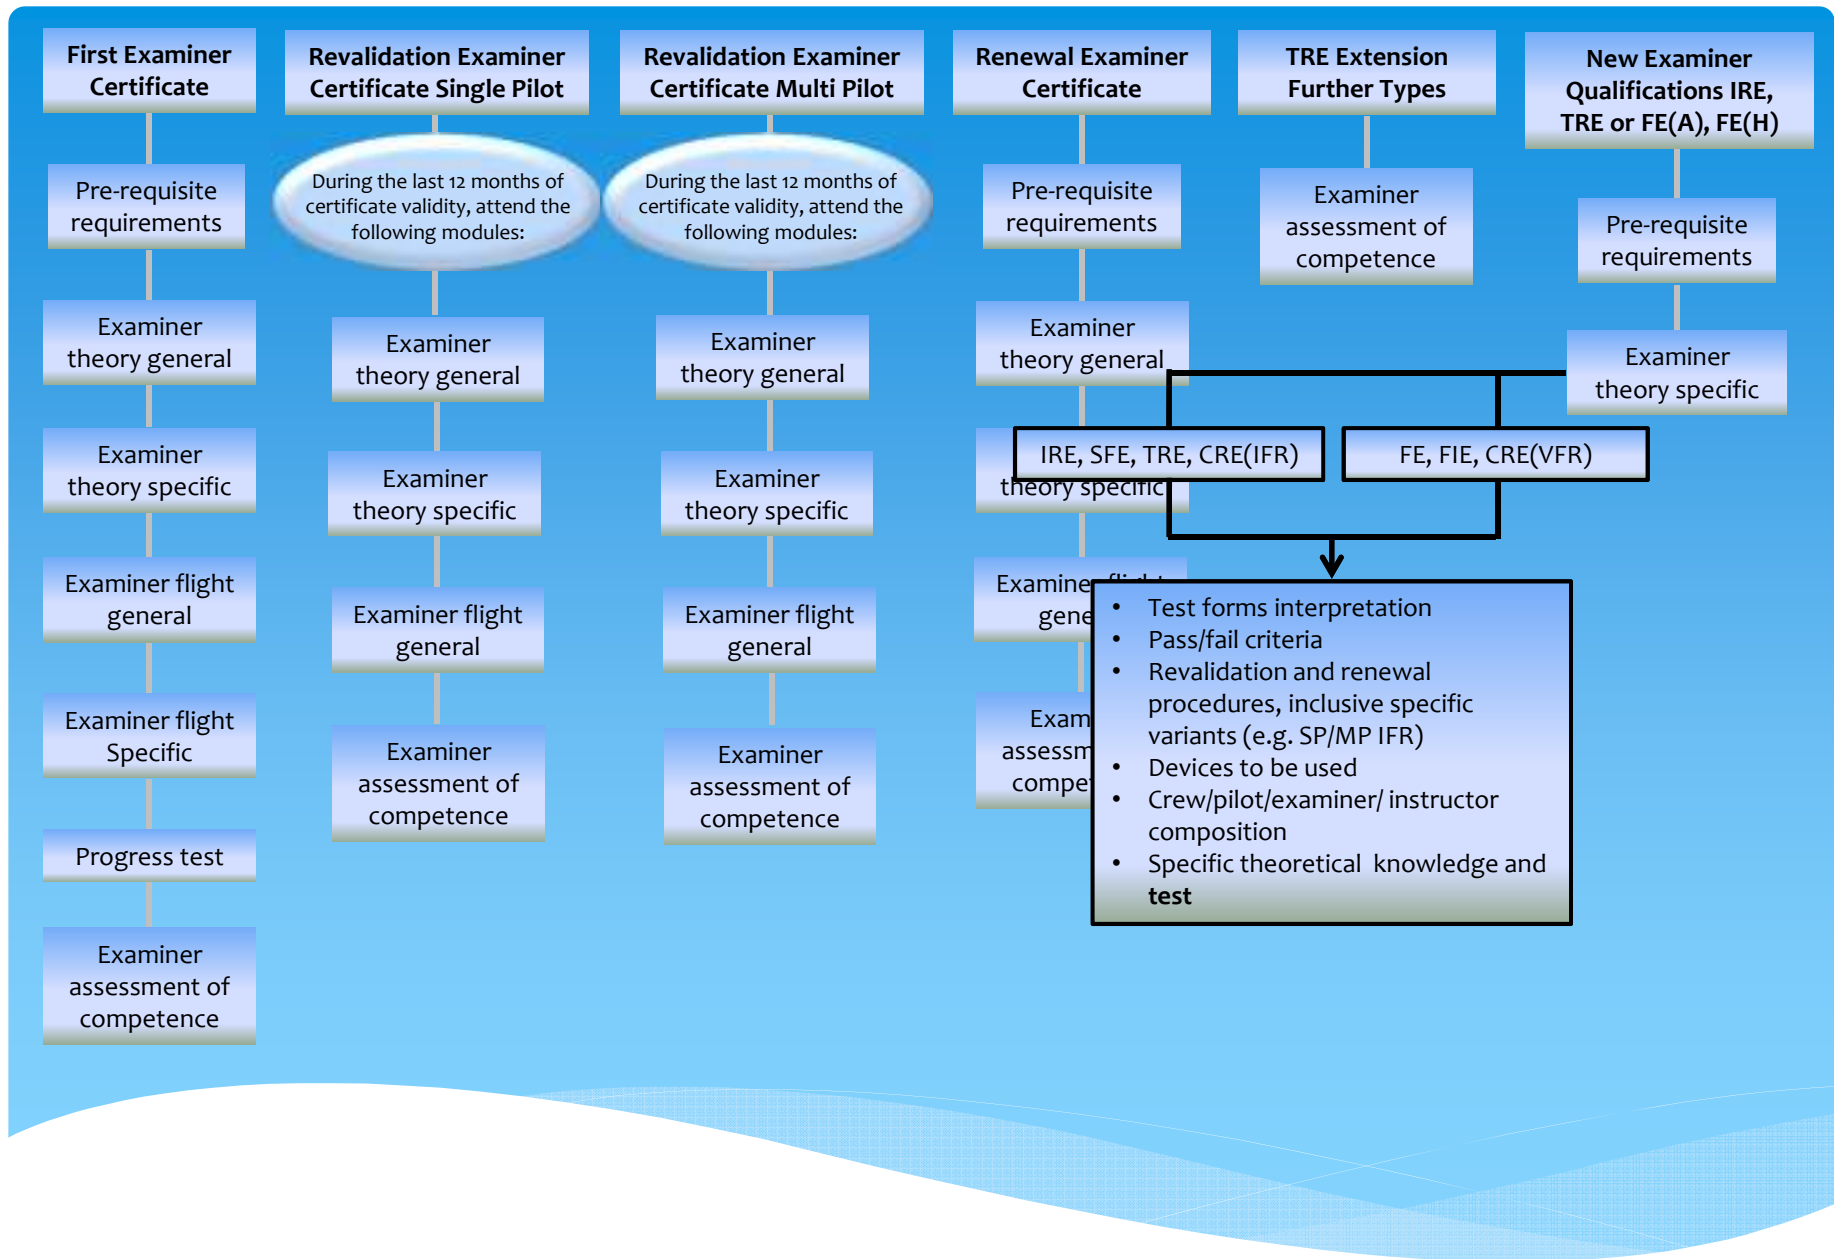 First Examiner
Certificate
Pre-requisite
requirements
Examiner
theory general
Examiner
theory specific
Examiner flight
general
Examiner flight
Specific
Progress test
Examiner
assessment of
competence
Revalidation Examiner
Certificate Single Pilot
During the last 12 months of
certificate validity, attend the
following modules:
Examiner
theory general
Examiner
theory specific
Examiner flight
general
Examiner
assessment of
competence
Revalidation Examiner
Certificate Multi Pilot
During the last 12 months of
certificate validity, attend the
following modules:
Examiner
theory general
Examiner
theory specific
Examiner flight
general
Examiner
assessment of
competence
Renewal Examiner
Certificate
Pre-requisite
requirements
Examiner
theory general
theory specific
Examiner flight
gene
Exam
assessm
compe
TRE Extension
Further Types
Examiner
assessment of
competence
New Examiner
Qualifications IRE,
TRE or FE(A), FE(H)
Pre-requisite
requirements
Examiner
theory specific
IRE, SFE, TRE, CRE(IFR)
FE, FIE, CRE(VFR)
• Test forms interpretation
• Pass/fail criteria
• Revalidation and renewal
procedures, inclusive specific
variants (e.g. SP/MP IFR)
• Devices to be used
• Crew/pilot/examiner/ instructor
composition
• Specific theoretical knowledge and
test